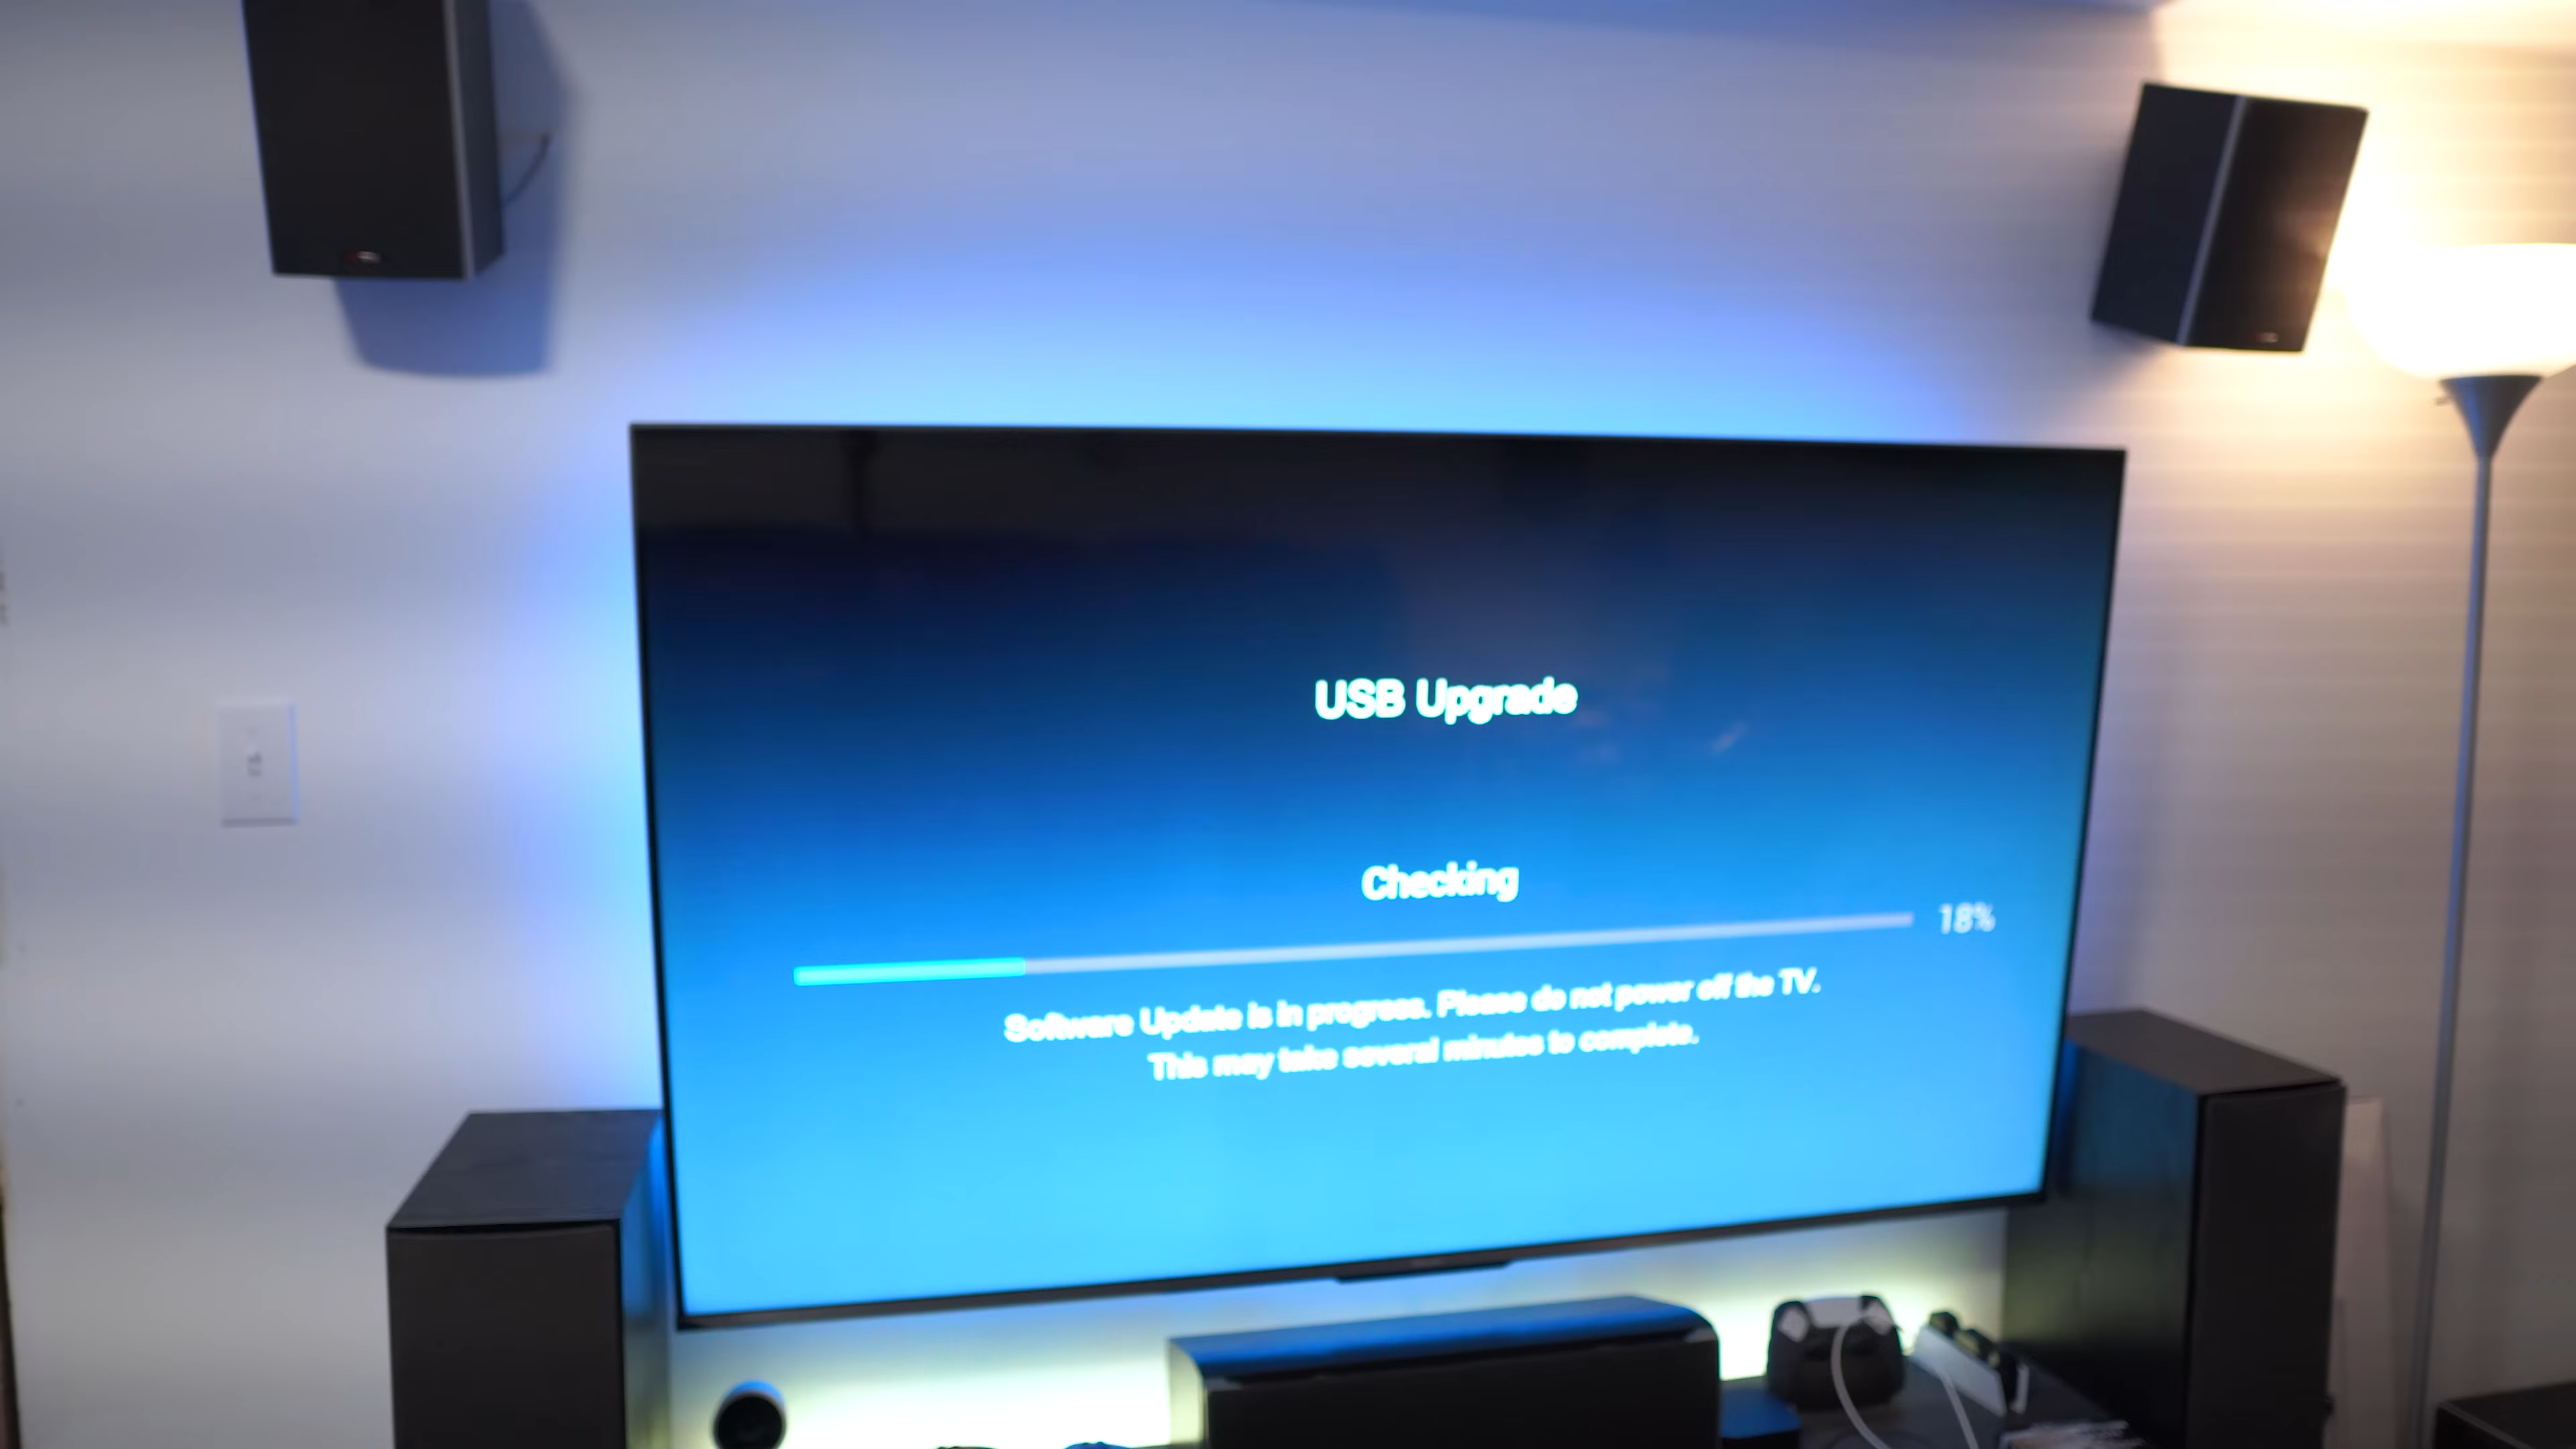 USB Upgrade
Checking
18%
Software Update is in progress. Please do not power off the TV.
This may take several minutes to complete.